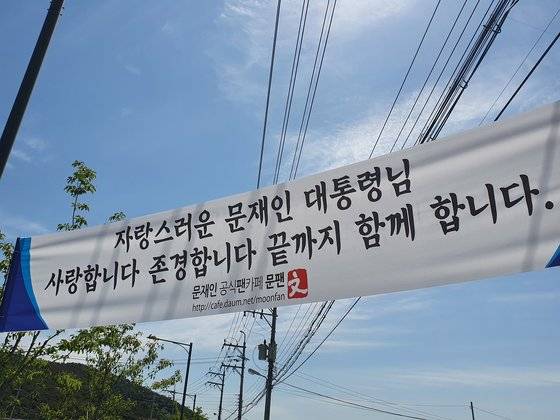 자랑스러운 문재인 대통령님
사랑합니다 존경합니다 끝까지 함께 합니다.
문재인 공식팬카페 문팬 文
http://cafe.daum.net/moonfan